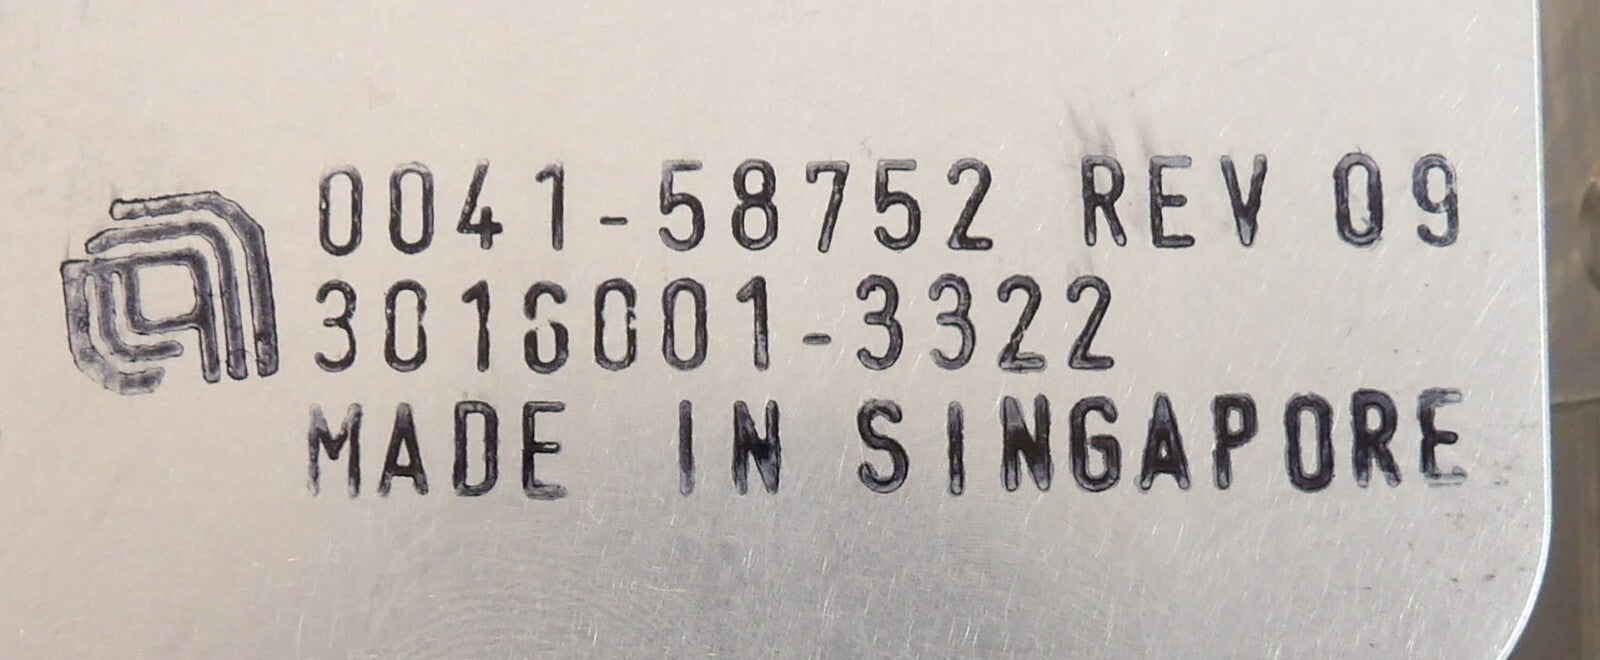 0041-58752 REV 09
3016001-3322
MADE IN SINGAPORE